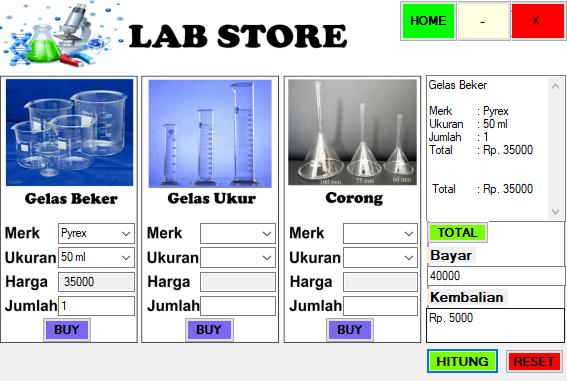 LAB STORE
HOME
-
X
Gelas Beker
Merk Pyrex
Ukuran 50 ml
Harga 35000
Jumlah 1
BUY
Gelas Ukur
Merk
Ukuran
Harga
Jumlah
BUY
100 mm 75 mm 60 mm
Corong
Merk
Ukuran
Harga
Jumlah
BUY
Gelas Beker
Merk : Pyrex
Ukuran : 50 ml
Jumlah : 1
Total : Rp. 35000
Total : Rp. 35000
TOTAL
Bayar
40000
Kembalian
Rp. 5000
HITUNG
RESET